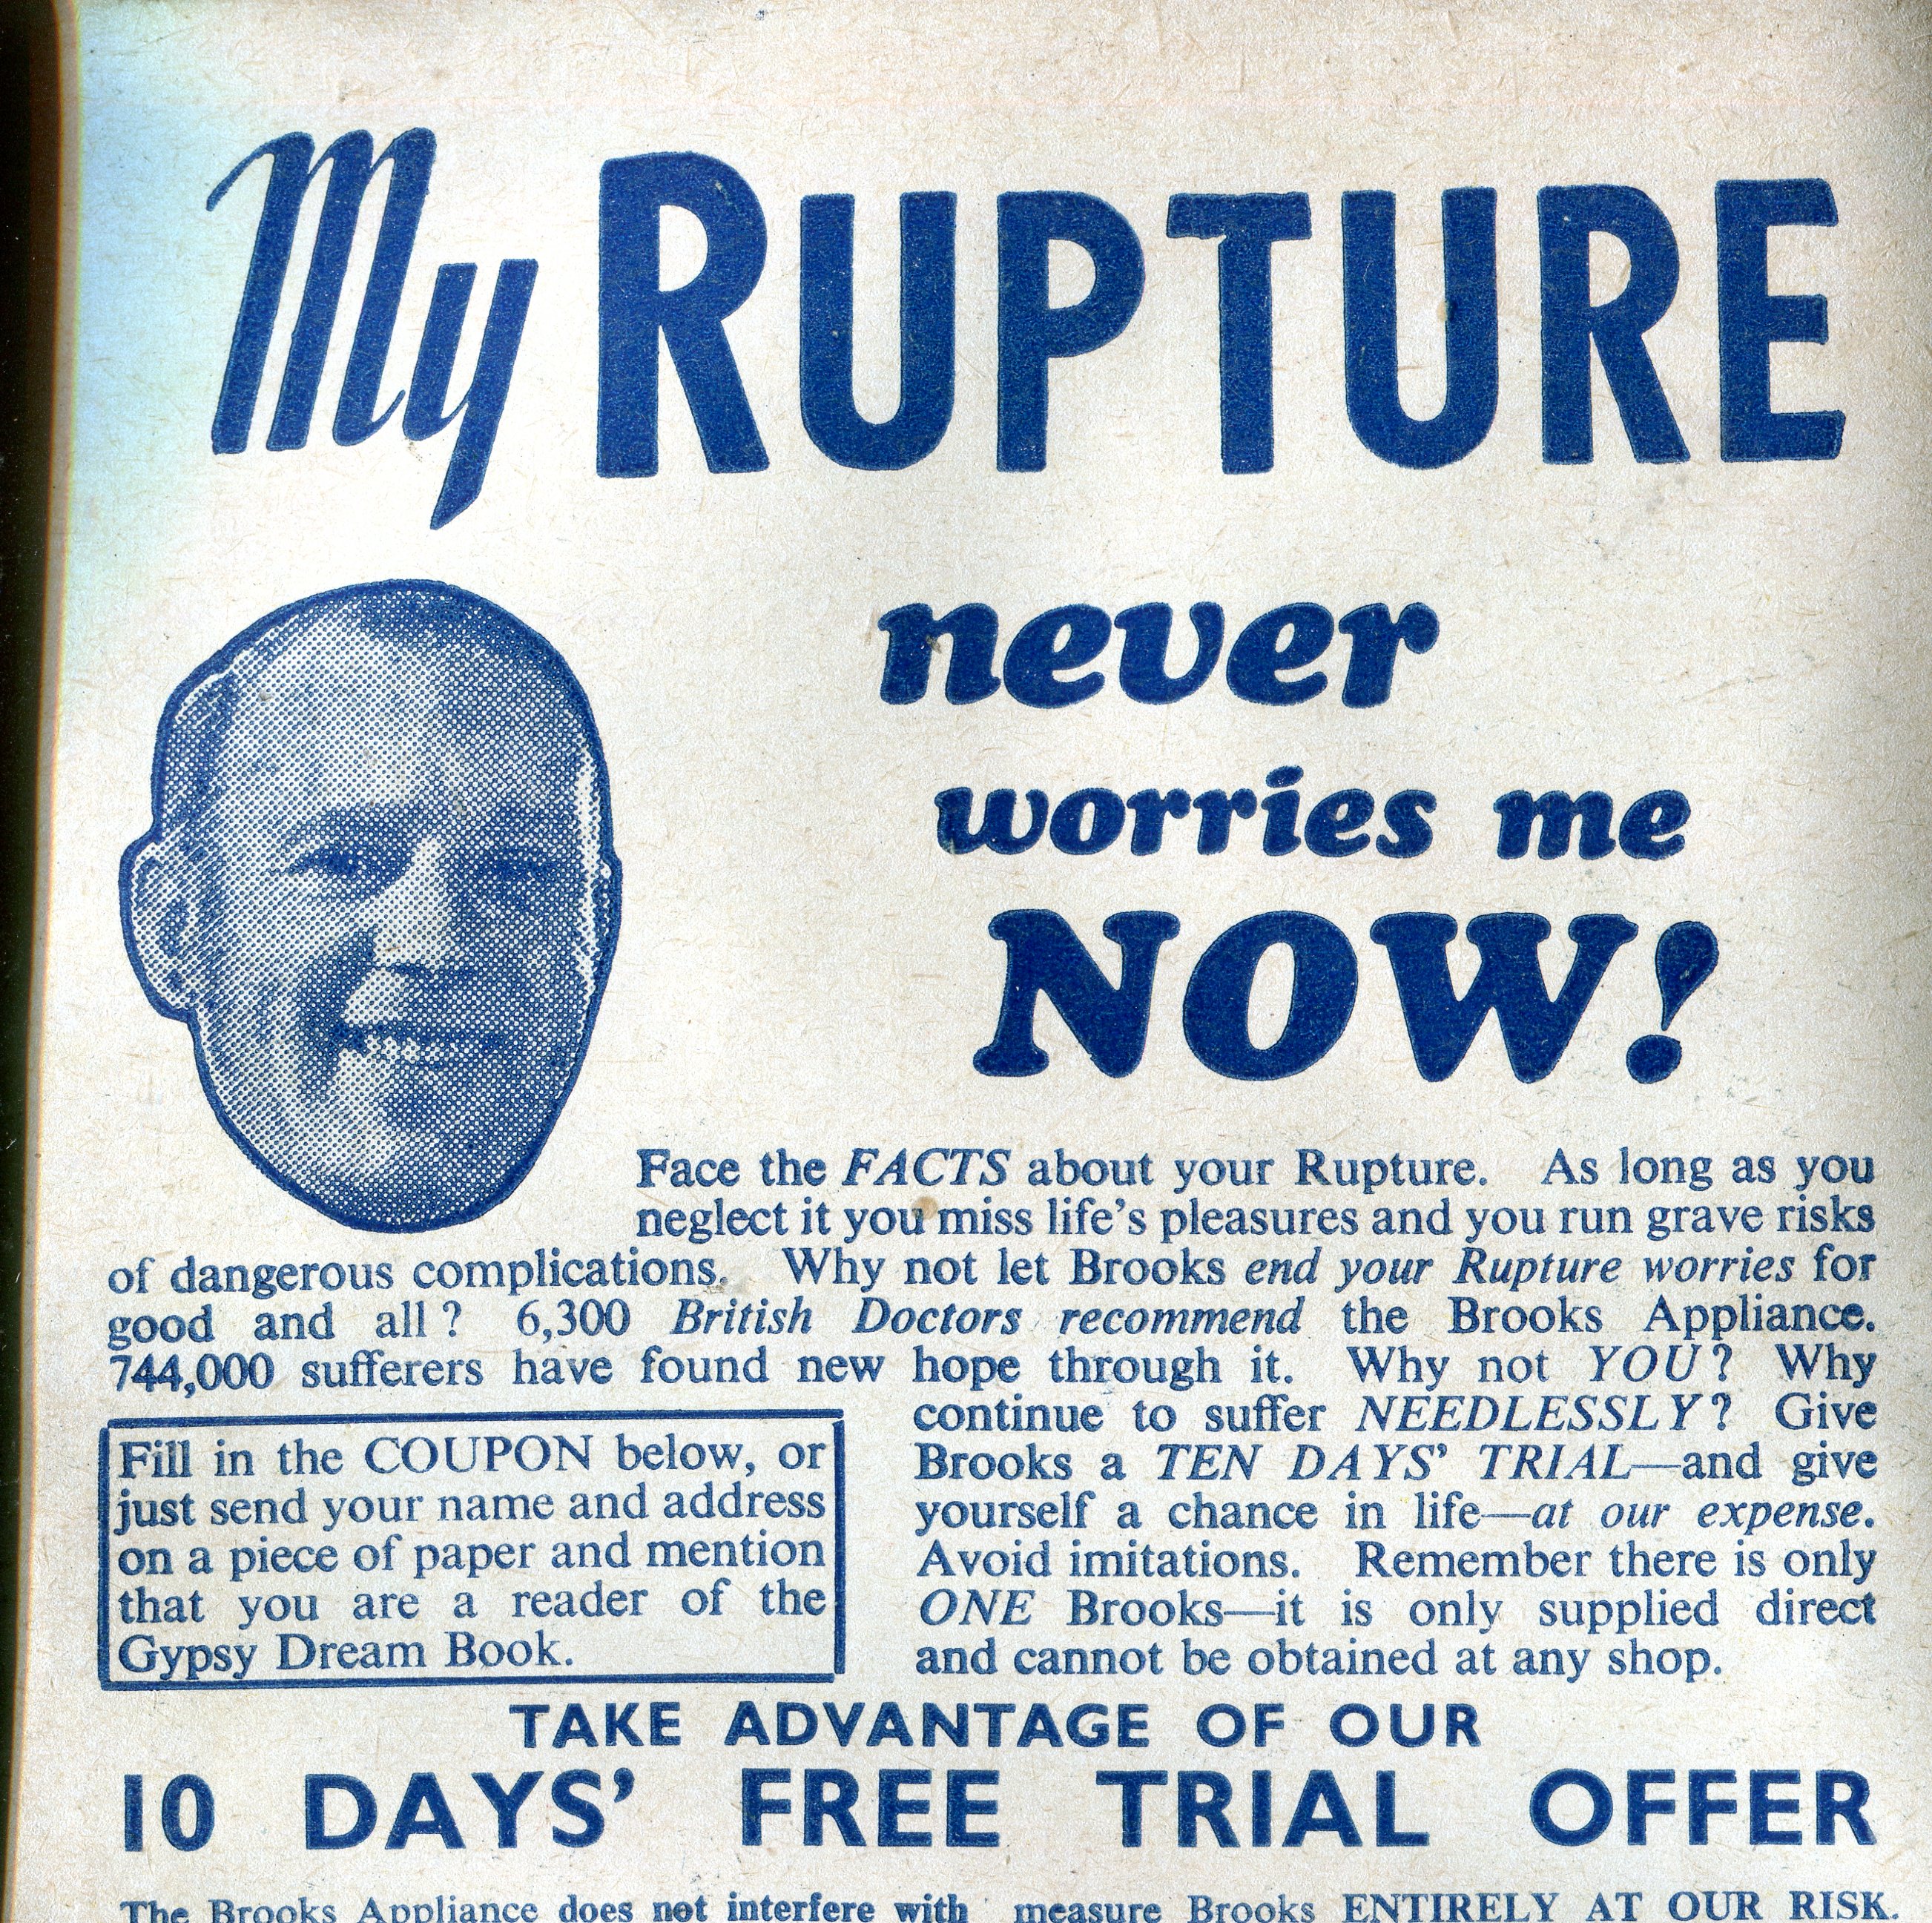 My RUPTURE
never
worries me
NOW!
Face the FACTS about your Rupture. As long as you
neglect it you miss life's pleasures and you run grave risks
of dangerous complications. Why not let Brooks end your Rupture worries for
good and all? 6,300 British Doctors recommend the Brooks Appliance.
744,000 sufferers have found new hope through it. Why not YOU? Why
continue to suffer NEEDLESSLY? Give
Brooks a TEN DAYS' TRIAL—and give
yourself a chance in life—at our expense.
Avoid imitations. Remember there is only
ONE Brooks—it is only supplied direct
and cannot be obtained at any shop.
Fill in the COUPON below, or
just send your name and address
on a piece of paper and mention
that you are a reader of the
Gypsy Dream Book.
TAKE ADVANTAGE OF OUR
10 DAYS' FREE TRIAL OFFER
The Brooks Appliance does not interfere with
measure Brooks ENTIRELY AT OUR RISK.